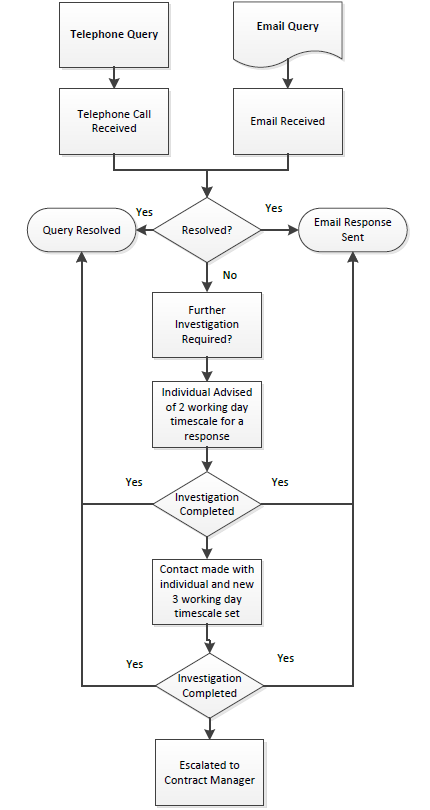 Telephone Query
Email Query
Telephone Call
Received
Email Received
Yes
Yes
Query Resolved
Resolved?
Email Response
Sent
No
Further
Investigation
Required?
Individual Advised
of 2 working day
timescale for a
response
Yes
Yes
Investigation
Completed
Contact made with
individual and new
3 working day
timescale set
Yes
Yes
Investigation
Completed
Escalated to
Contract Manager